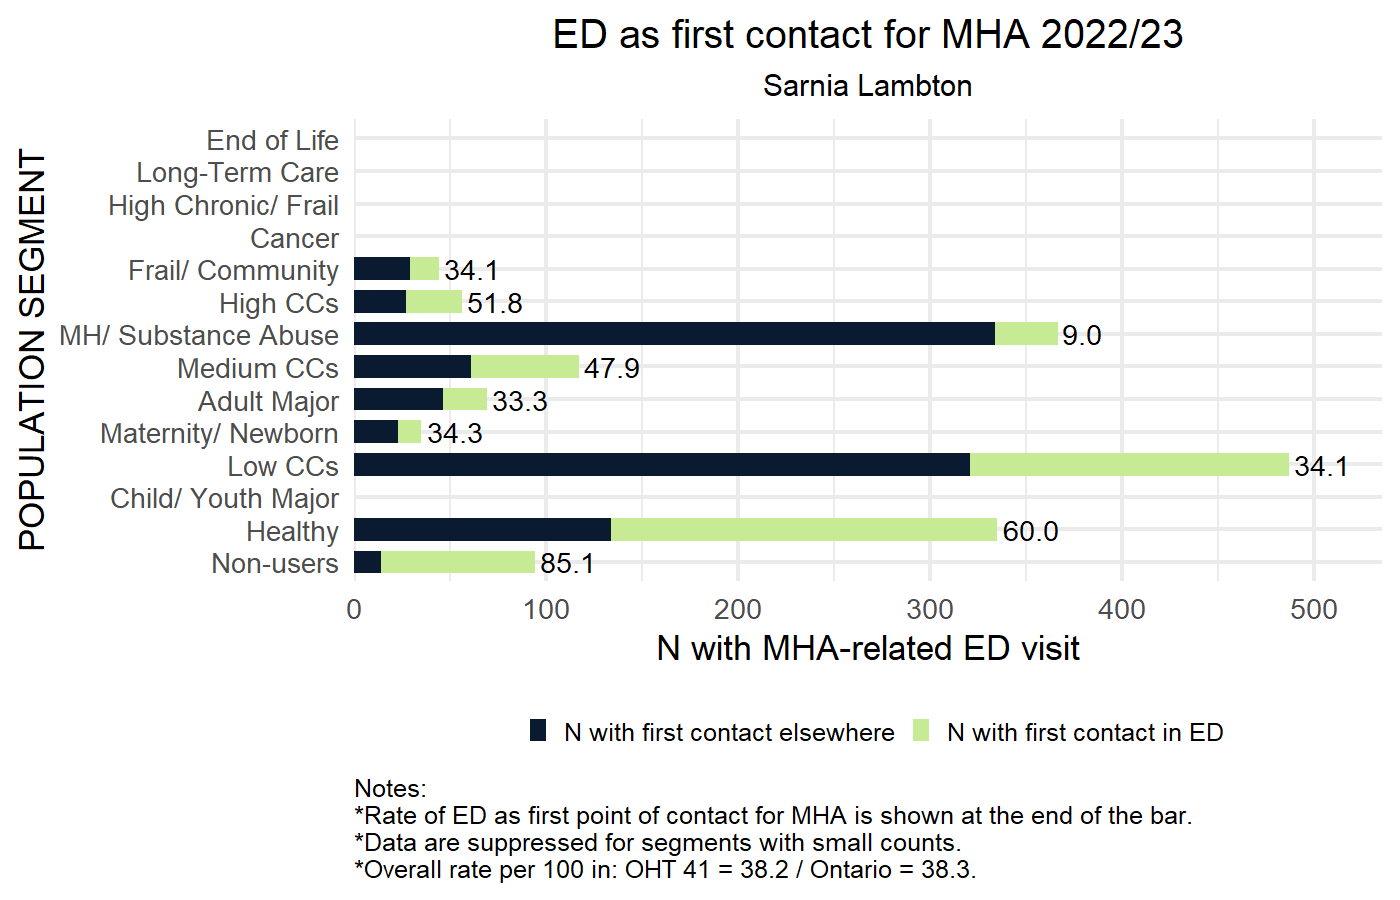 ED as first contact for MHA 2022/23
Sarnia Lambton
POPULATION SEGMENT
End of Life
Long-Term Care
High Chronic/ Frail
Cancer
Frail/ Community 34.1
High CCs 51.8
MH/ Substance Abuse 9.0
Medium CCs 47.9
Adult Major 33.3
Maternity/ Newborn 34.3
Low CCs 34.1
Child/ Youth Major
Healthy 60.0
Non-users 85.1
0 100 200 300 400 500
N with MHA-related ED visit
N with first contact elsewhere N with first contact in ED
Notes:
*Rate of ED as first point of contact for MHA is shown at the end of the bar.
*Data are suppressed for segments with small counts.
*Overall rate per 100 in: OHT 41 = 38.2 / Ontario = 38.3.